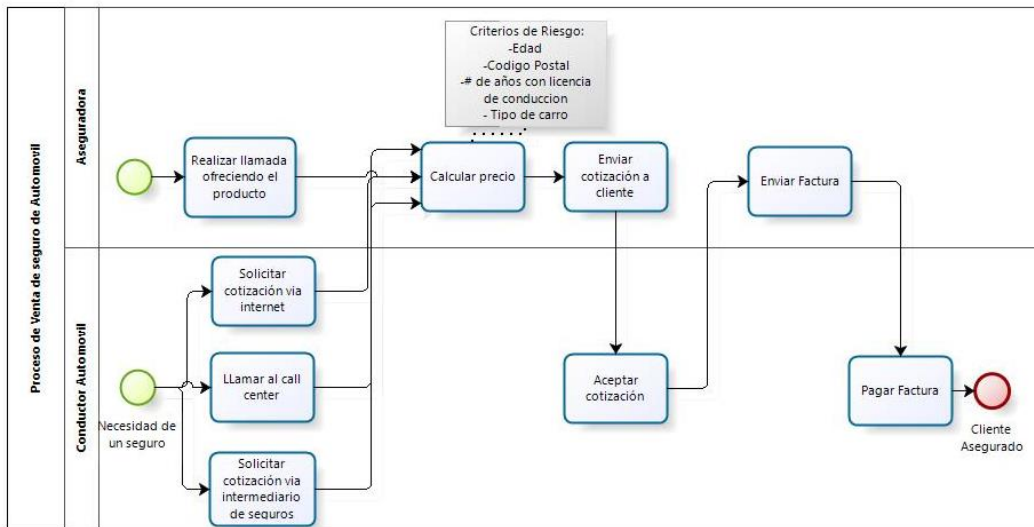 Proceso de Venta de seguro de Automovil
Aseguradora
Criterios de Riesgo:
-Edad
-Codigo Postal
-# de años con licencia
de conduccion
- Tipo de carro
Realizar llamada
ofreciendo el
producto
Calcular precio
Enviar
cotización a
cliente
Enviar Factura
Conductor Automovil
Necesidad de
un seguro
Solicitar
cotización via
internet
LLamar al call
center
Solicitar
cotización via
intermediario
de seguros
Aceptar
cotización
Pagar Factura
Cliente
Asegurado